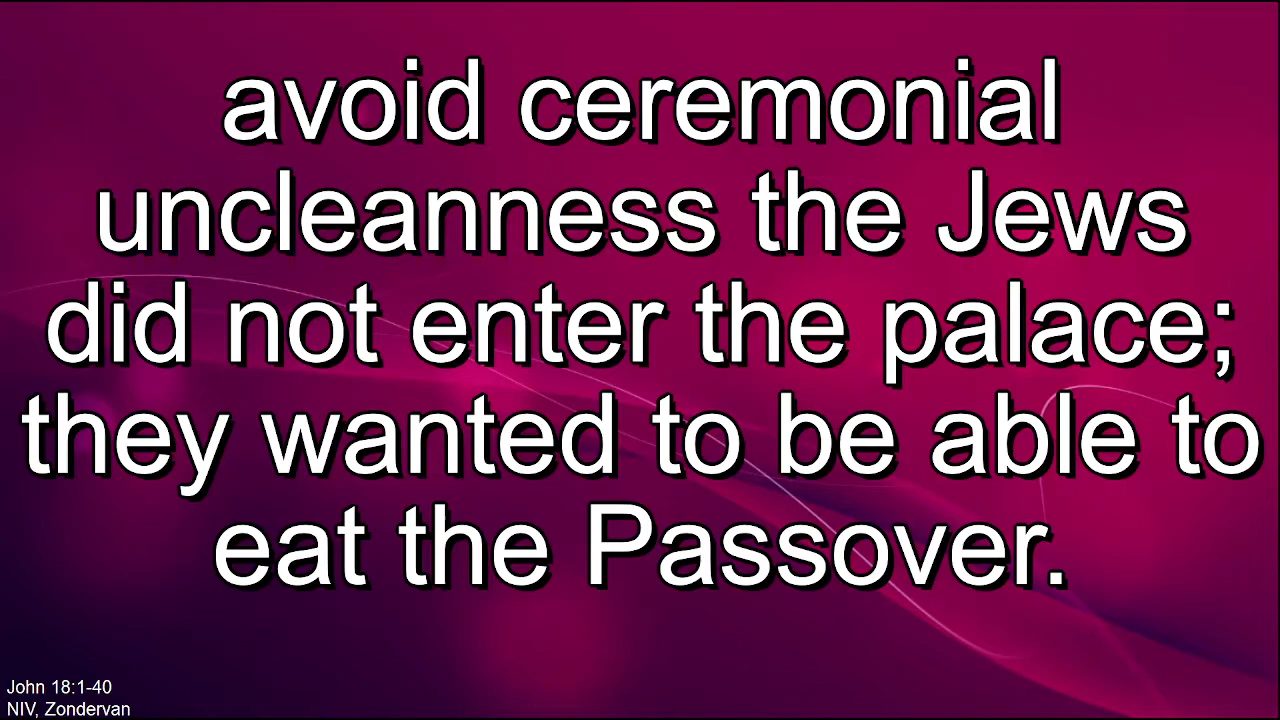 avoid ceremonial
uncleanness the Jews
did not enter the palace;
they wanted to be able to
eat the Passover.
John 18:1-40
NIV, Zondervan